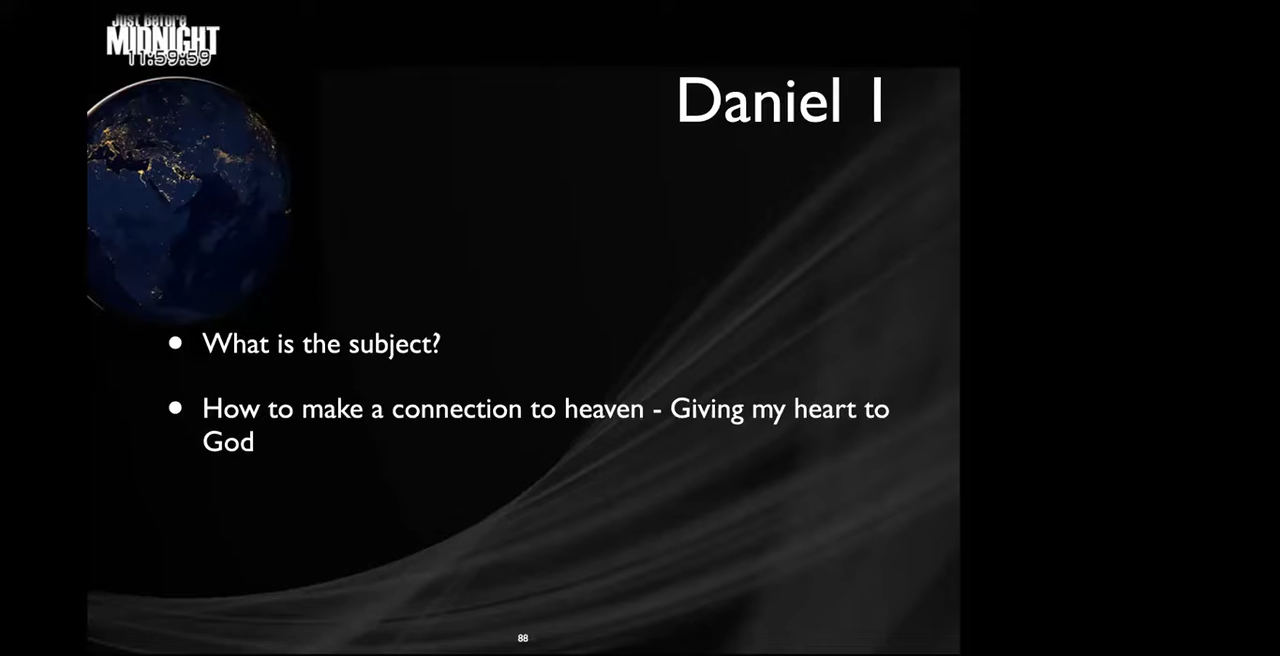 Just Before
MIDNIGHT
11:59:59
Daniel 1
• What is the subject?
• How to make a connection to heaven - Giving my heart to
God
88